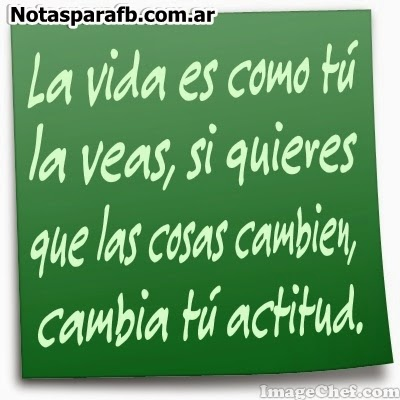 Notasparafb.com.ar
La vida es como tú
la veas, si quieres
que las cosas cambien,
cambia tú actitud.
ImageChef.com